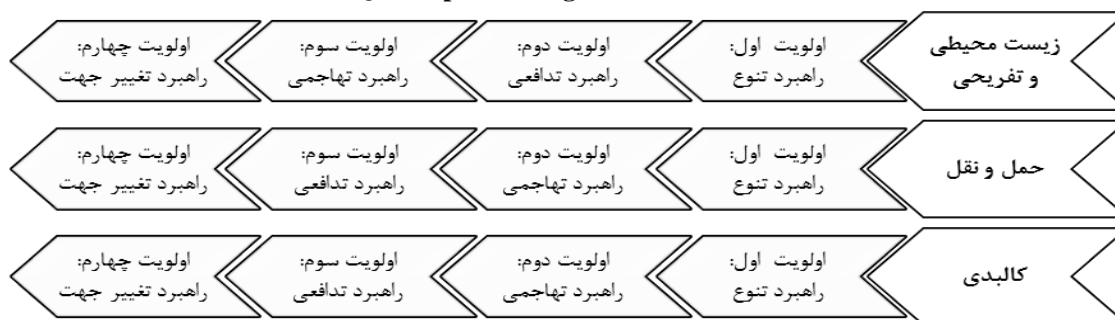 زیست محیطی
و تفریحی
اولویت اول:
راهبرد تنوع
اولویت دوم:
راهبرد تدافعی
اولویت سوم:
راهبرد تهاجمی
اولویت چهارم:
راهبرد تغییر جهت
حمل و نقل
اولویت اول:
راهبرد تنوع
اولویت دوم:
راهبرد تهاجمی
اولویت سوم:
راهبرد تدافعی
اولویت چهارم:
راهبرد تغییر جهت
کالبدی
اولویت اول:
راهبرد تنوع
اولویت دوم:
راهبرد تهاجمی
اولویت سوم:
راهبرد تدافعی
اولویت چهارم:
راهبرد تغییر جهت